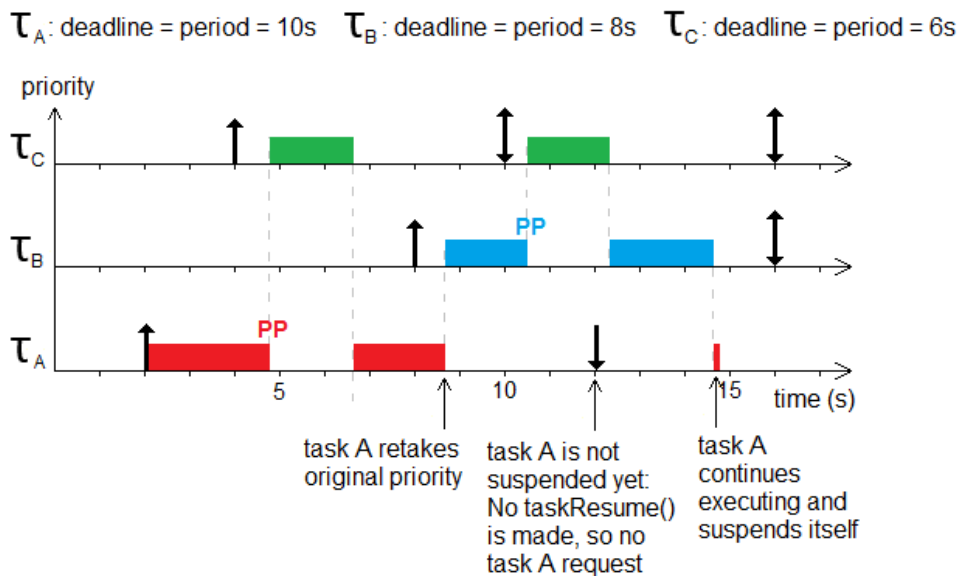 τA: deadline = period = 10s τB: deadline = period = 8s τC: deadline = period = 6s
priority
τC
τB
PP
τA
PP
5
10
15
time (s)
task A retakes
original priority
task A is not
suspended yet:
No taskResume()
is made, so no
task A request
task A
continues
executing and
suspends itself